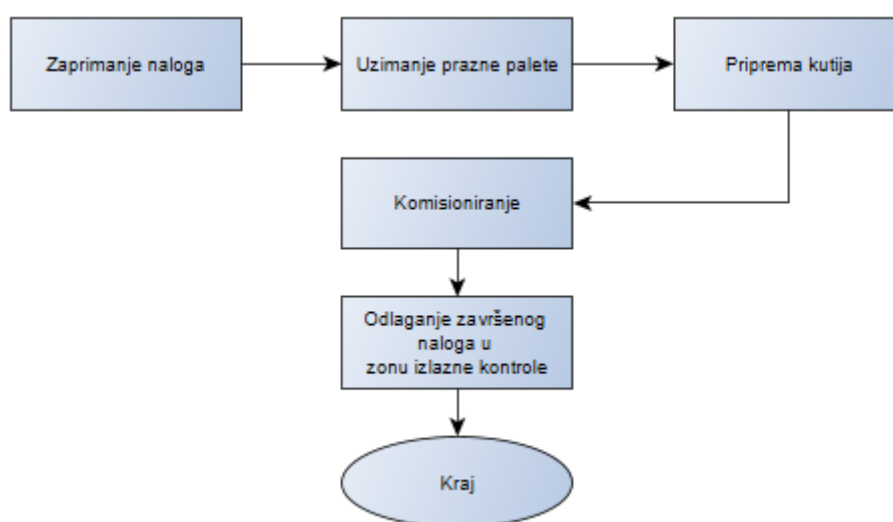 Zaprimanje naloga
Uzimanje prazne palete
Priprema kutija
Komisioniranje
Odlaganje završenog
naloga u
zonu izlazne kontrole
Kraj